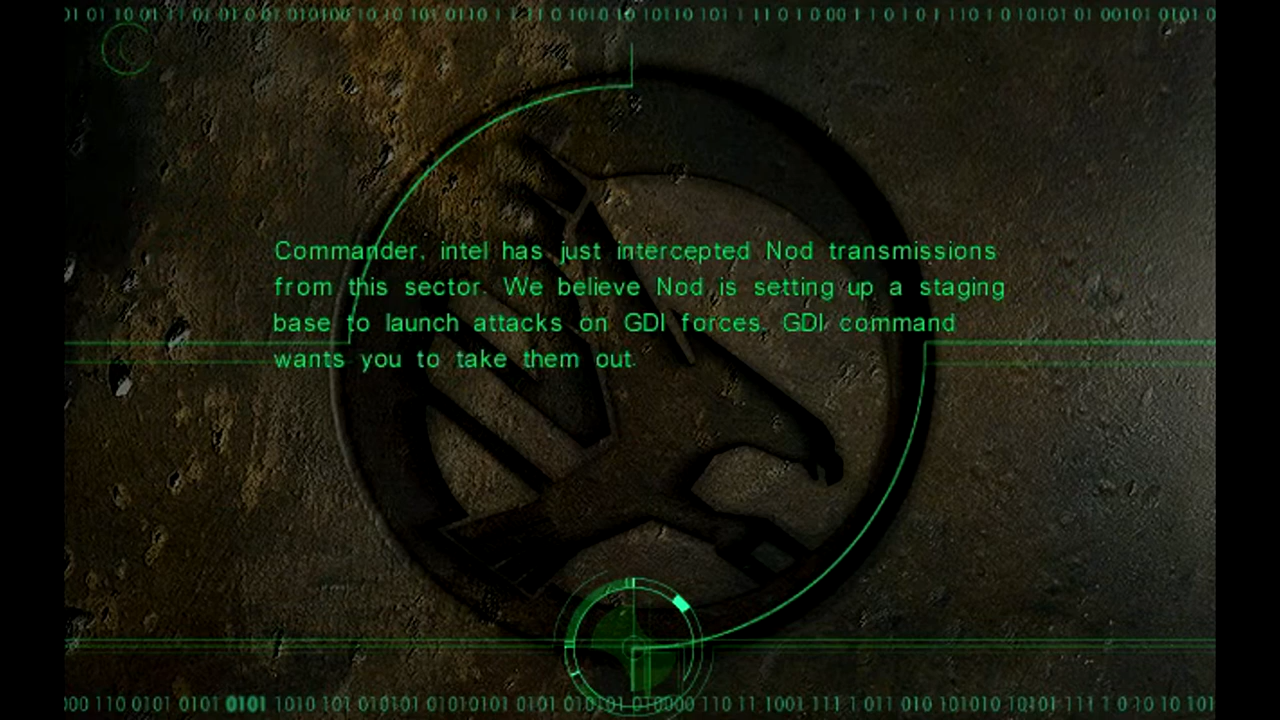 Commander, intel has just intercepted Nod transmissions
from this sector. We believe Nod is setting up a staging
base to launch attacks on GDI forces. GDI command
wants you to take them out.